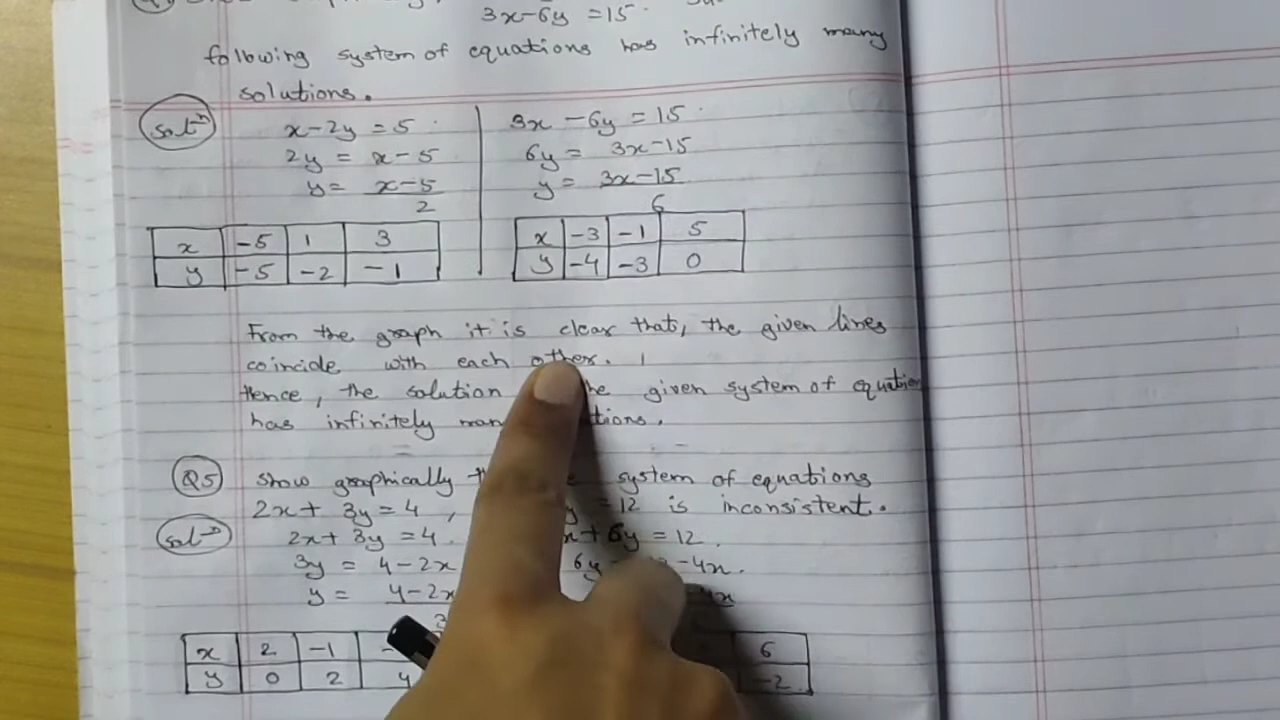 3x-6y = 15.
following system of equations has infinitely many
solutions.
Solⁿ
x-2y = 5
2y = x-5
y = x-5
2
3x - 6y = 15
6y = 3x-15
y = 3x-15
6
x -5 1 3
y -5 -2 -1
x -3 -1 5
y -4 -3 0
From the graph it is clear that, the given lines
coincide with each other.
Hence, the solution given system of equation
has infinitely
Q5 Show graphically system of equations
2x+ 3y = 4, = 12 is inconsistent.
Solⁿ
2x+ 3y = 4.
3y = 4-2x
y = 4-2x
3
x+ 6y = 12.
6y -4x.
x 2 -1
y 0 2 4
6
-2